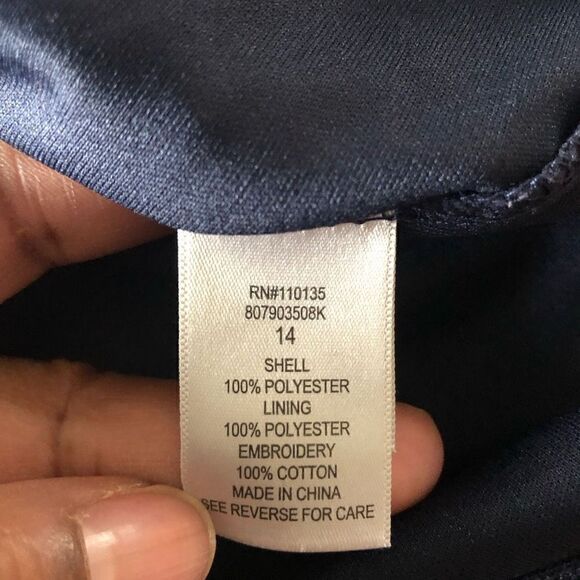 RN#110135
807903508K
14
SHELL
100% POLYESTER
LINING
100% POLYESTER
EMBROIDERY
100% COTTON
MADE IN CHINA
SEE REVERSE FOR CARE